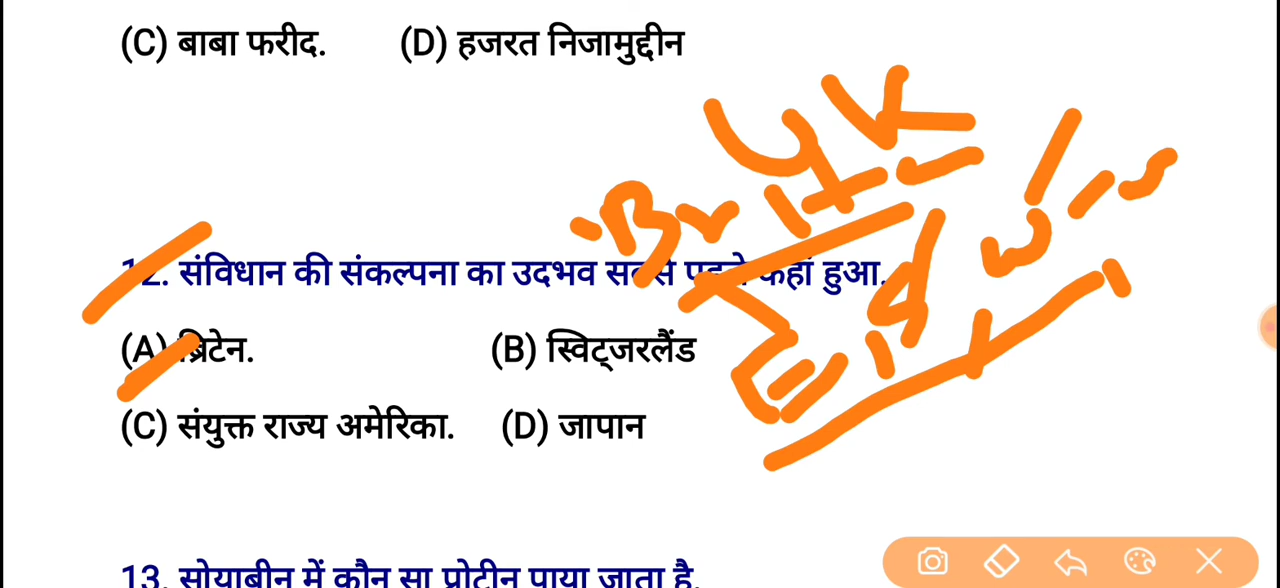 (C) बाबा फरीद. (D) हजरत निजामुद्दीन
12. संविधान की संकल्पना का उदभव सबसे पहले कहां हुआ.
(A) ब्रिटेन. (B) स्विट्जरलैंड
(C) संयुक्त राज्य अमेरिका. (D) जापान
13. सोयाबीन में कौन सा प्रोटीन पाया जाता है.